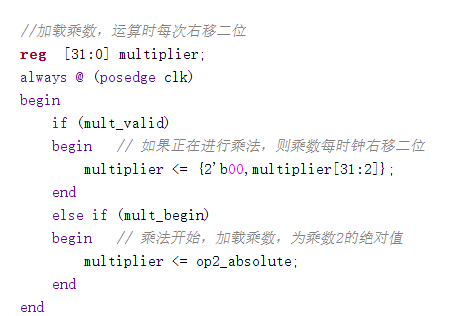 //加载乘数，运算时每次右移二位
reg  [31:0] multiplier;
always @ (posedge clk)
begin
    if (mult_valid)
    begin   // 如果正在进行乘法，则乘数每时钟右移二位
        multiplier <= {2'b00,multiplier[31:2]};
    end
    else if (mult_begin)
    begin   // 乘法开始，加载乘数，为乘数2的绝对值
        multiplier <= op2_absolute;
    end
end